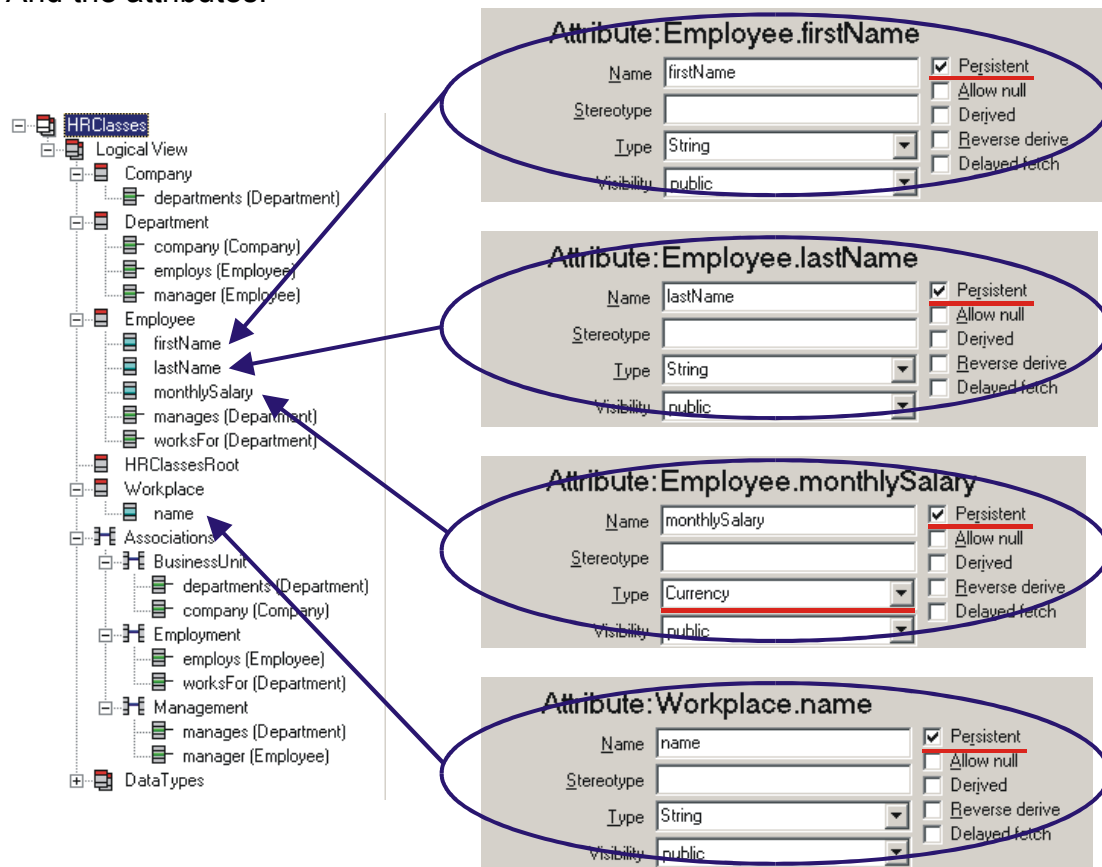 And the attributes:
HRClasses
Logical View
Company
departments (Department)
Department
company (Company)
employs (Employee)
manager (Employee)
Employee
firstName
lastName
monthlySalary
manages (Department)
worksFor (Department)
HRClassesRoot
Workplace
name
Associations
BusinessUnit
departments (Department)
company (Company)
Employment
employs (Employee)
worksFor (Department)
Management
manages (Department)
manager (Employee)
DataTypes
Attribute:Employee.firstName
Name firstName Persistent
Allow null
Stereotype Derived
Type String Reverse derive
Delayed fetch
Visibility public
Attribute:Employee.lastName
Name lastName Persistent
Allow null
Stereotype Derived
Type String Reverse derive
Delayed fetch
Visibility public
Attribute:Employee.monthlySalary
Name monthlySalary Persistent
Allow null
Stereotype Derived
Type Currency Reverse derive
Delayed fetch
Visibility public
Attribute:Workplace.name
Name name Persistent
Allow null
Stereotype Derived
Type String Reverse derive
Delayed fetch
Visibility public